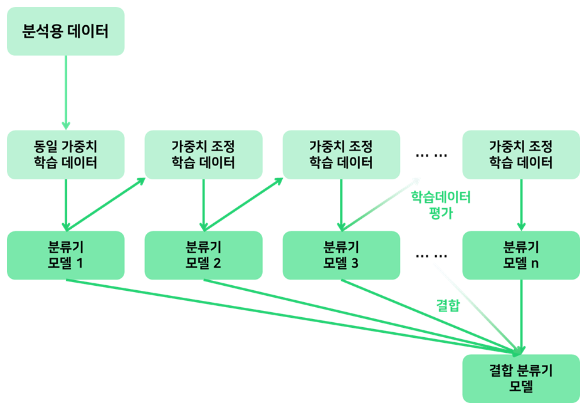 분석용 데이터
동일 가중치
학습 데이터
가중치 조정
학습 데이터
가중치 조정
학습 데이터
... ...
가중치 조정
학습 데이터
학습데이터
평가
분류기
모델 1
분류기
모델 2
분류기
모델 3
... ...
분류기
모델 n
결합
결합 분류기
모델